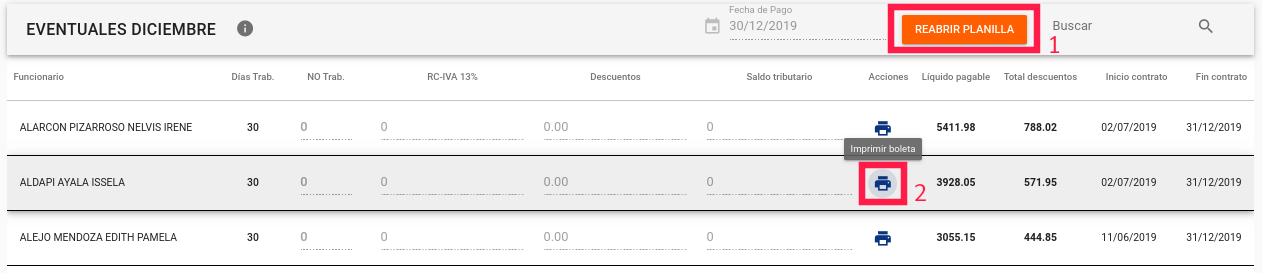 Fecha de Pago
EVENTUALES DICIEMBRE 30/12/2019 REABRIR PLANILLA Buscar
1
Funcionario Días Trab. NO Trab. RC-IVA 13% Descuentos Saldo tributario Acciones Líquido pagable Total descuentos Inicio contrato Fin contrato
ALARCON PIZARROSO NELVIS IRENE 30 0 0 0.00 0 5411.98 788.02 02/07/2019 31/12/2019
Imprimir boleta
ALDAPI AYALA ISSELA 30 0 0 0.00 0 3928.05 571.95 02/07/2019 31/12/2019
2
ALEJO MENDOZA EDITH PAMELA 30 0 0 0.00 0 3055.15 444.85 11/06/2019 31/12/2019